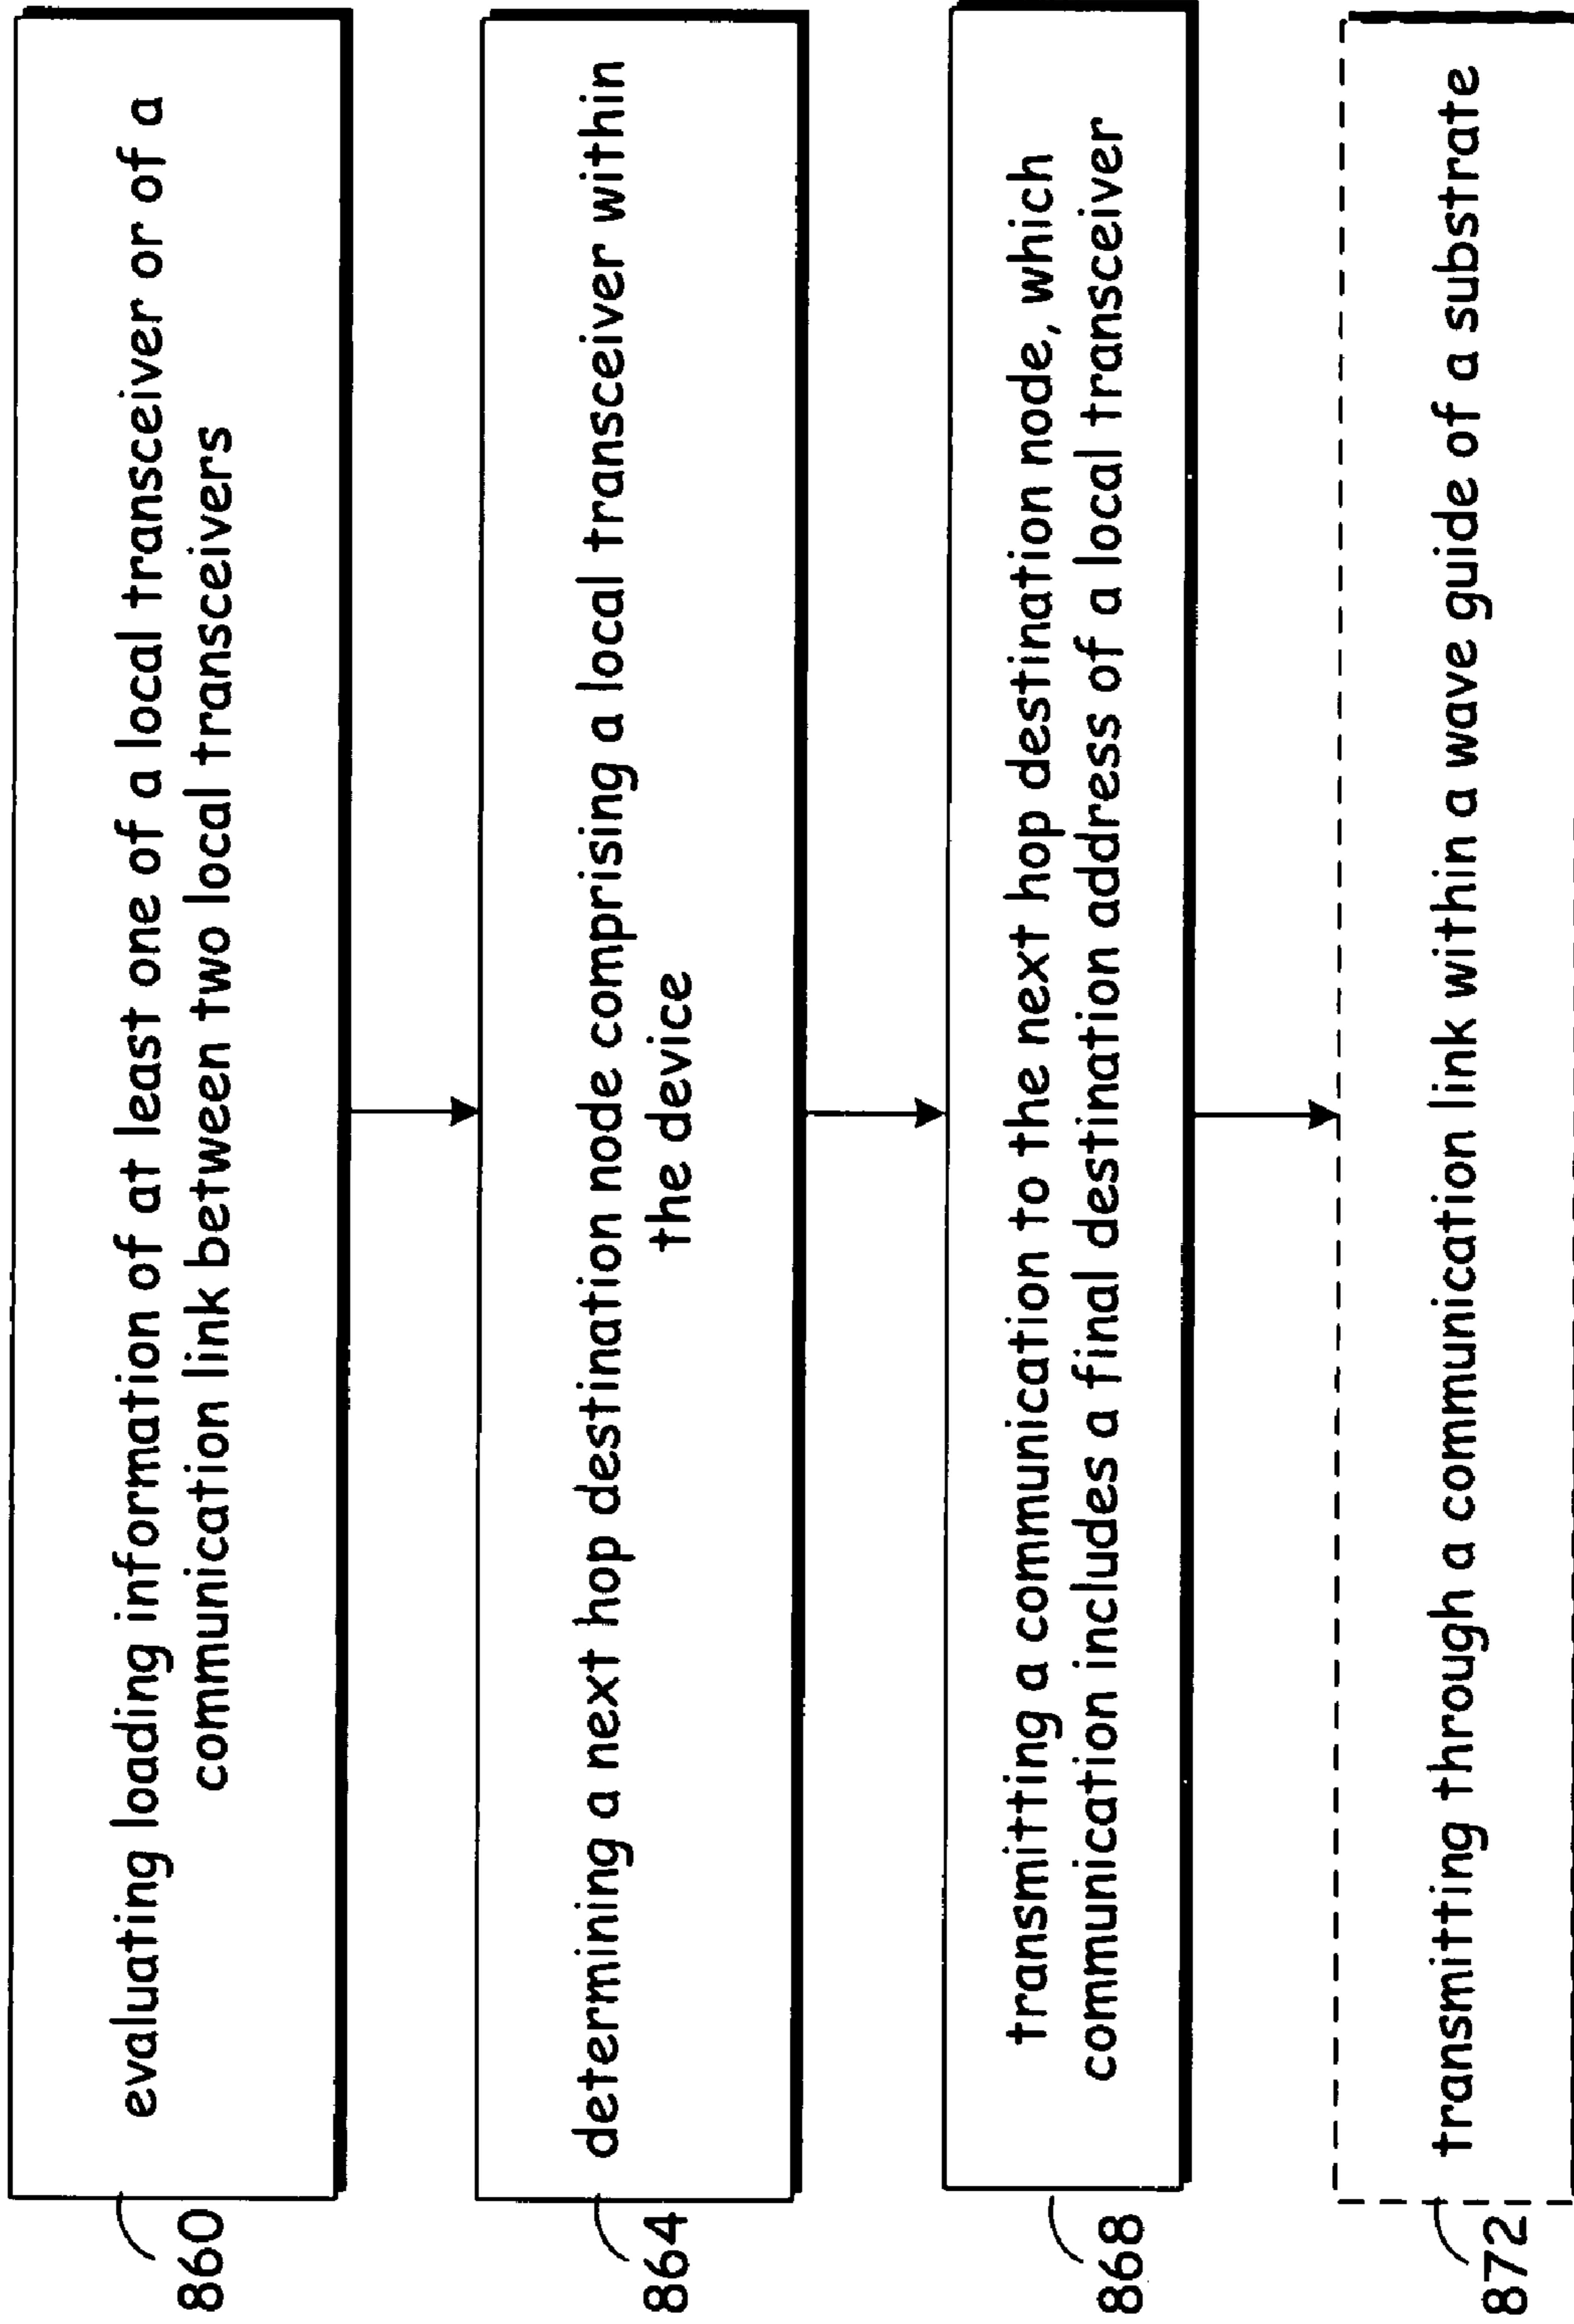 evaluating loading information of at least one of a local transceiver or of a
communication link between two local transceivers
860
determining a next hop destination node comprising a local transceiver within
the device
864
transmitting a communication to the next hop destination node, which
communication includes a final destination address of a local transceiver
868
transmitting through a communication link within a wave guide of a substrate
872